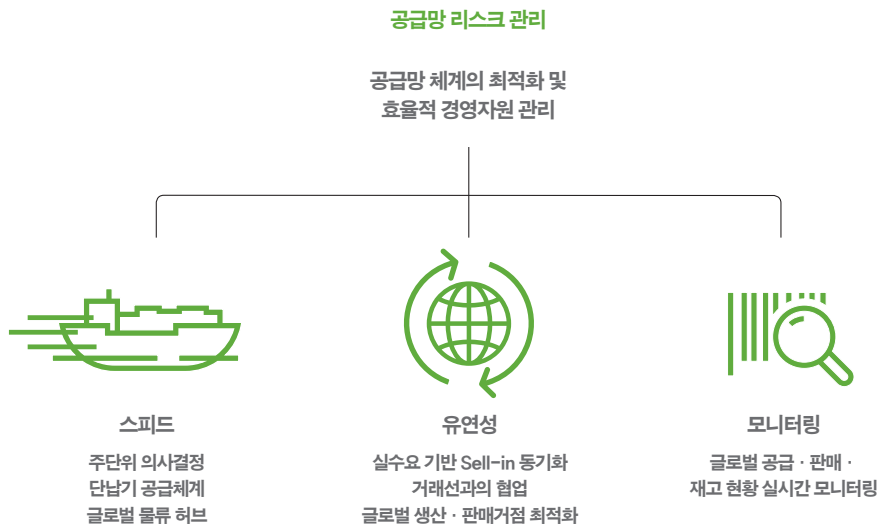 공급망 리스크 관리
공급망 체계의 최적화 및
효율적 경영자원 관리
스피드
주단위 의사결정
단납기 공급체계
글로벌 물류 허브
유연성
실수요 기반 Sell-in 동기화
거래선과의 협업
글로벌 생산 · 판매거점 최적화
모니터링
글로벌 공급 · 판매 ·
재고 현황 실시간 모니터링